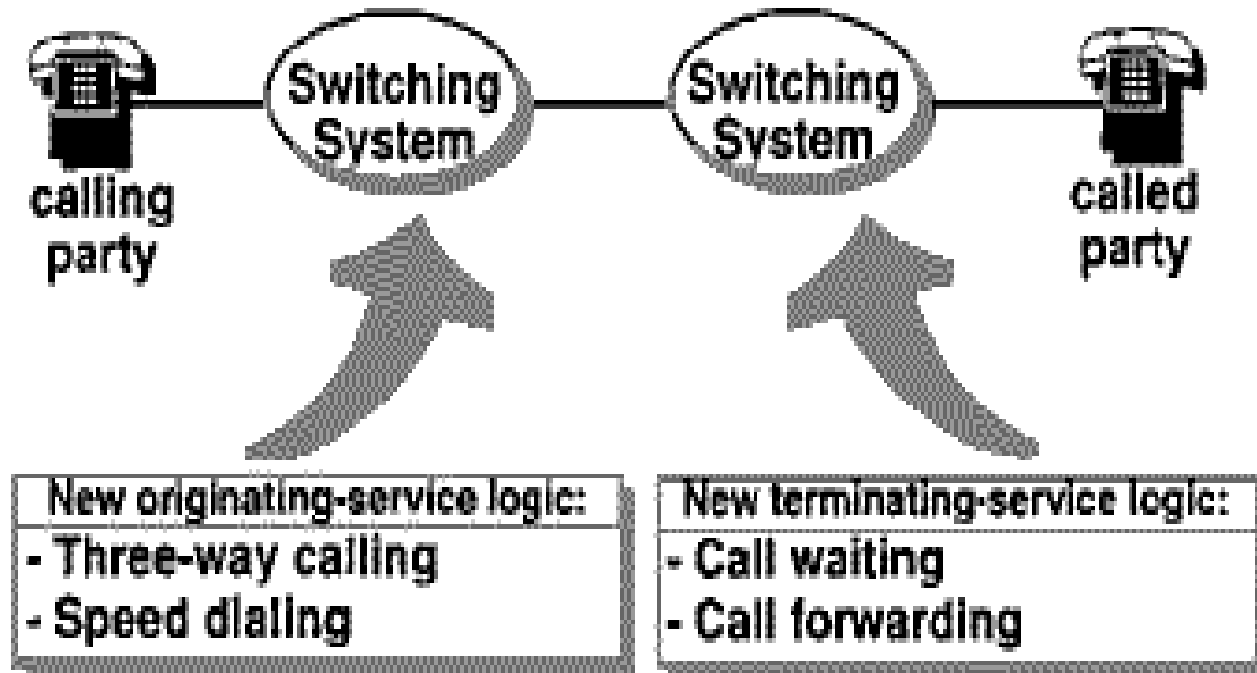 Switching
System
Switching
System
calling
party
called
party
New originating-service logic:
- Three-way calling
- Speed dialing
New terminating-service logic:
- Call waiting
- Call forwarding